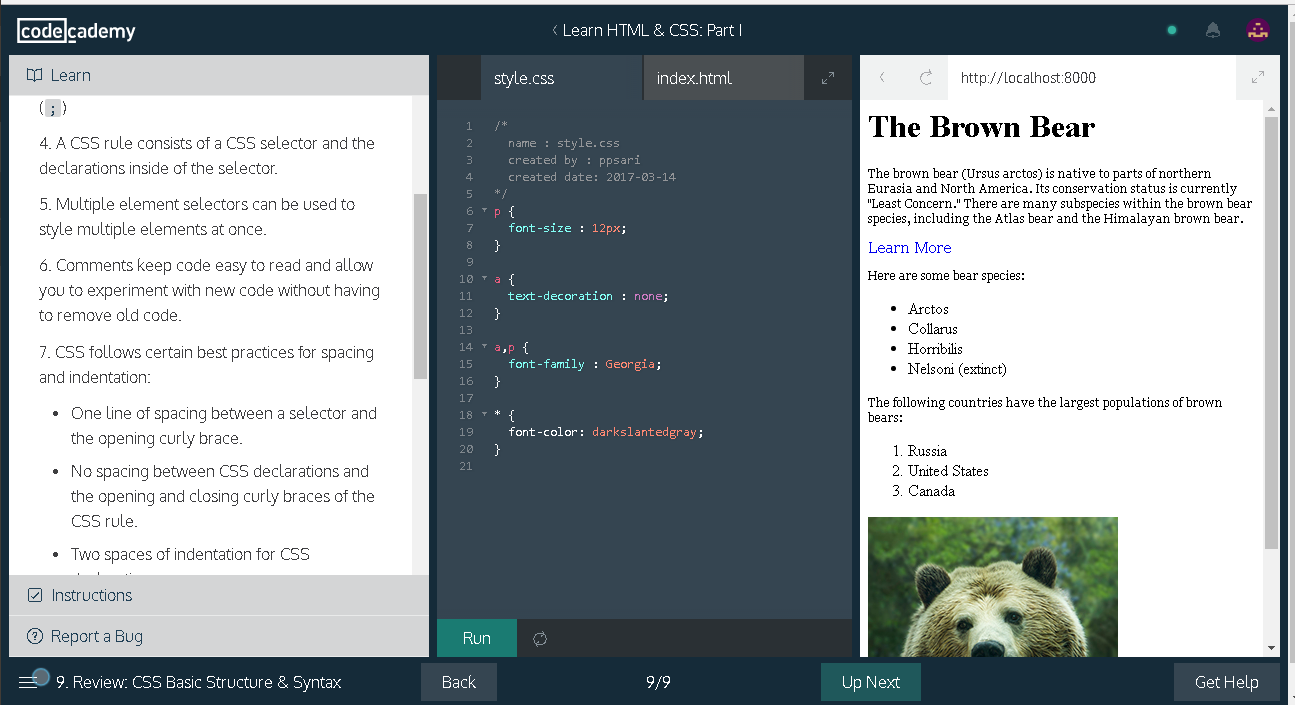 codecademy
Learn HTML & CSS: Part I
Learn
(;)
4. A CSS rule consists of a CSS selector and the
declarations inside of the selector.
5. Multiple element selectors can be used to
style multiple elements at once.
6. Comments keep code easy to read and allow
you to experiment with new code without having
to remove old code.
7. CSS follows certain best practices for spacing
and indentation:
One line of spacing between a selector and
the opening curly brace.
No spacing between CSS declarations and
the opening and closing curly braces of the
CSS rule.
Two spaces of indentation for CSS
Instructions
Report a Bug
style.css
index.html
1 /*
2 name : style.css
3 created by : ppsari
4 created date: 2017-03-14
5 */
6 p {
7 font-size : 12px;
8 }
9
10 a {
11 text-decoration : none;
12 }
13
14 a,p {
15 font-family : Georgia;
16 }
17
18 * {
19 font-color: darkslantedgray;
20 }
21
Run
http://localhost:8000
The Brown Bear
The brown bear (Ursus arctos) is native to parts of northern
Eurasia and North America. Its conservation status is currently
"Least Concern." There are many subspecies within the brown bear
species, including the Atlas bear and the Himalayan brown bear.
Learn More
Here are some bear species:
Arctos
Collarus
Horribilis
Nelsoni (extinct)
The following countries have the largest populations of brown
bears:
1. Russia
2. United States
3. Canada
9. Review: CSS Basic Structure & Syntax
Back
9/9
Up Next
Get Help